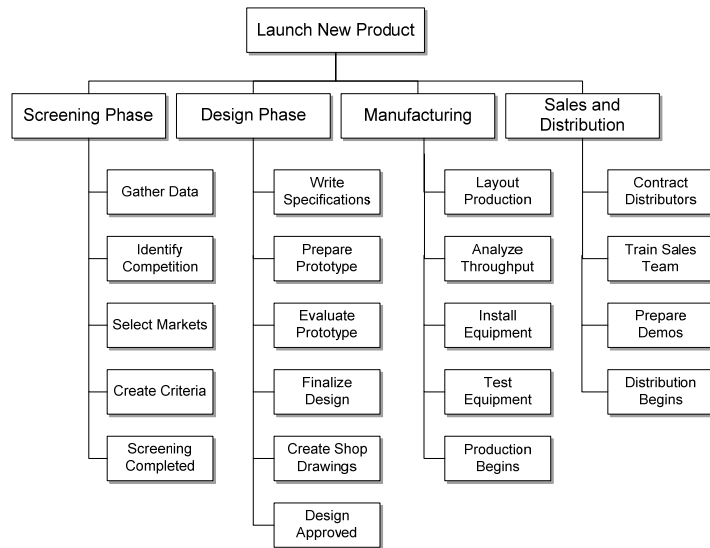 Launch New Product
Screening Phase
Design Phase
Manufacturing
Sales and
Distribution
Gather Data
Identify
Competition
Select Markets
Create Criteria
Screening
Completed
Write
Specifications
Prepare
Prototype
Evaluate
Prototype
Finalize
Design
Create Shop
Drawings
Design
Approved
Layout
Production
Analyze
Throughput
Install
Equipment
Test
Equipment
Production
Begins
Contract
Distributors
Train Sales
Team
Prepare
Demos
Distribution
Begins